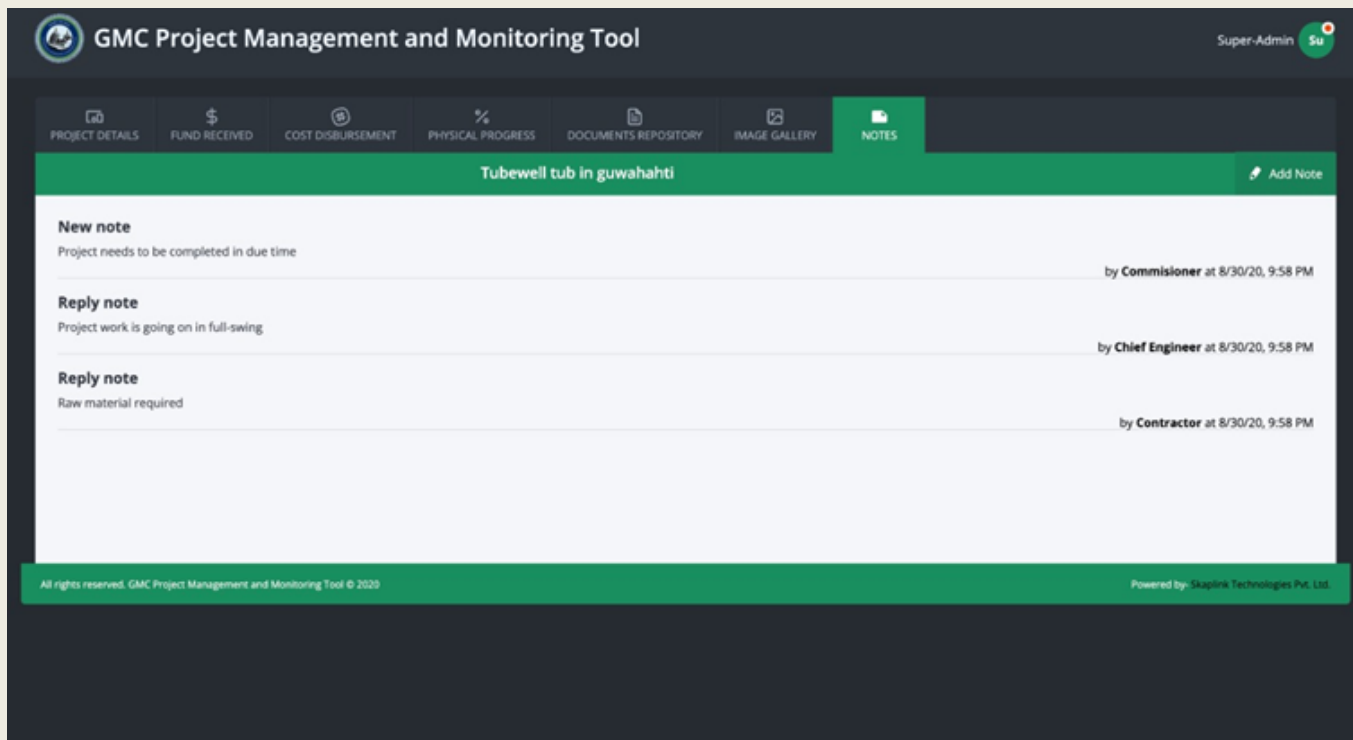 GMC Project Management and Monitoring Tool
Super-Admin Su
PROJECT DETAILS FUND RECEIVED COST DISBURSEMENT PHYSICAL PROGRESS DOCUMENTS REPOSITORY IMAGE GALLERY NOTES
Tubewell tub in guwahahti
Add Note
New note
Project needs to be completed in due time
by Commisioner at 8/30/20, 9:58 PM
Reply note
Project work is going on in full-swing
by Chief Engineer at 8/30/20, 9:58 PM
Reply note
Raw material required
by Contractor at 8/30/20, 9:58 PM
All rights reserved. GMC Project Management and Monitoring Tool © 2020
Powered by- Skaplink Technologies Pvt. Ltd.